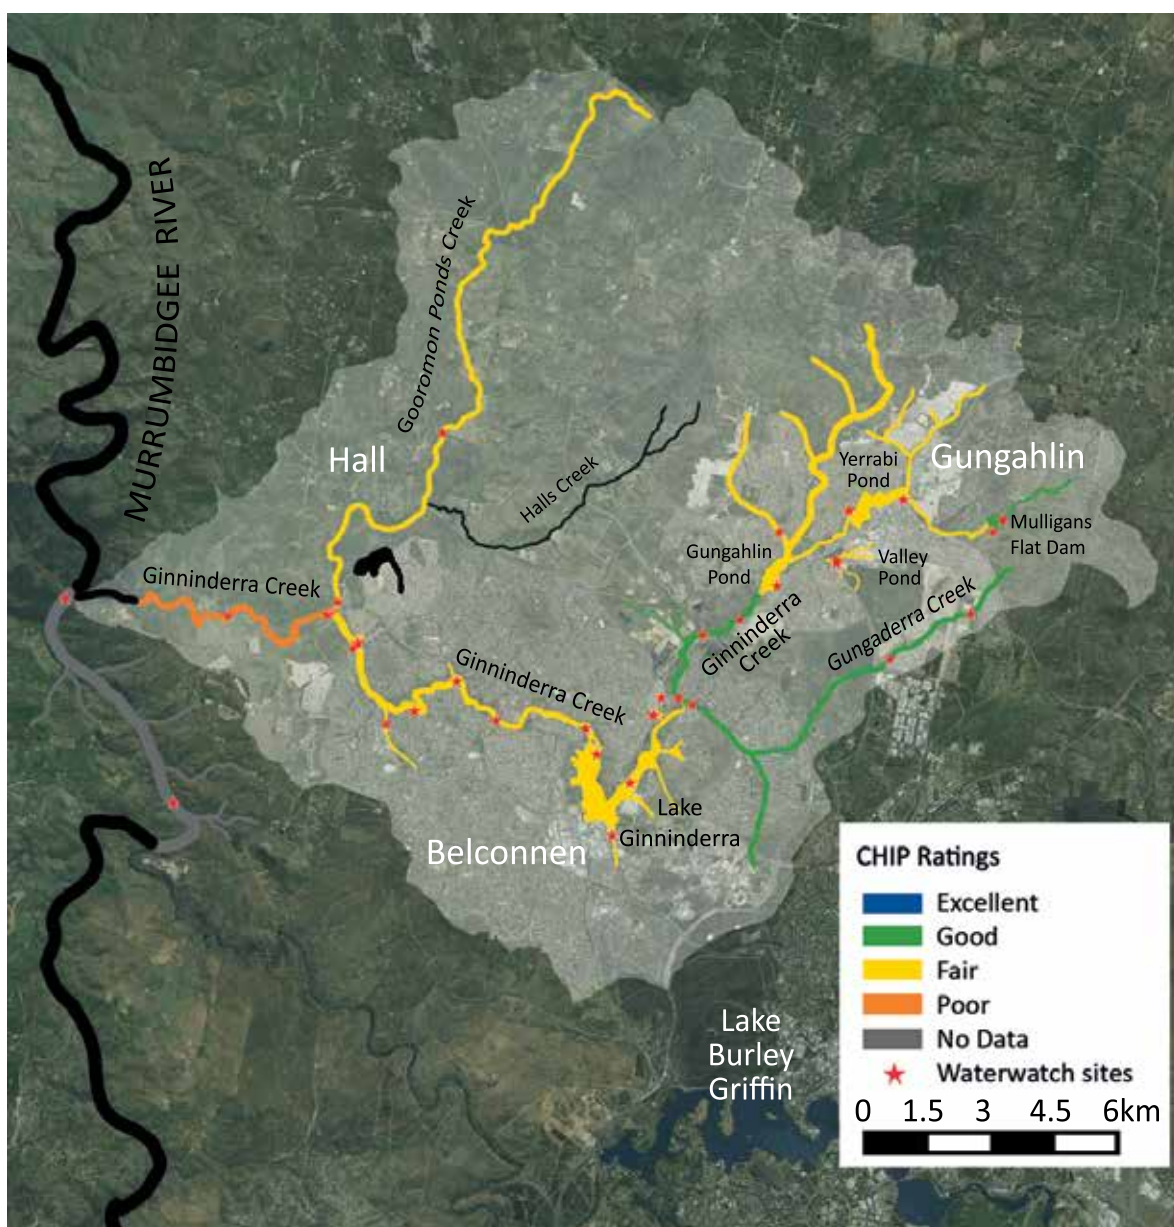 MURRUMBIDGEE RIVER
Gooromon Ponds Creek
Hall
Halls Creek
Yerrabi
Pond
Gungahlin
Mulligans
Flat Dam
Gungahlin
Pond
Valley
Pond
Ginninderra Creek
Ginninderra
Creek
Gungaderra Creek
Ginninderra Creek
Lake
Ginninderra
Belconnen
Lake
Burley
Griffin
CHIP Ratings
Excellent
Good
Fair
Poor
No Data
Waterwatch sites
0 1.5 3 4.5 6km